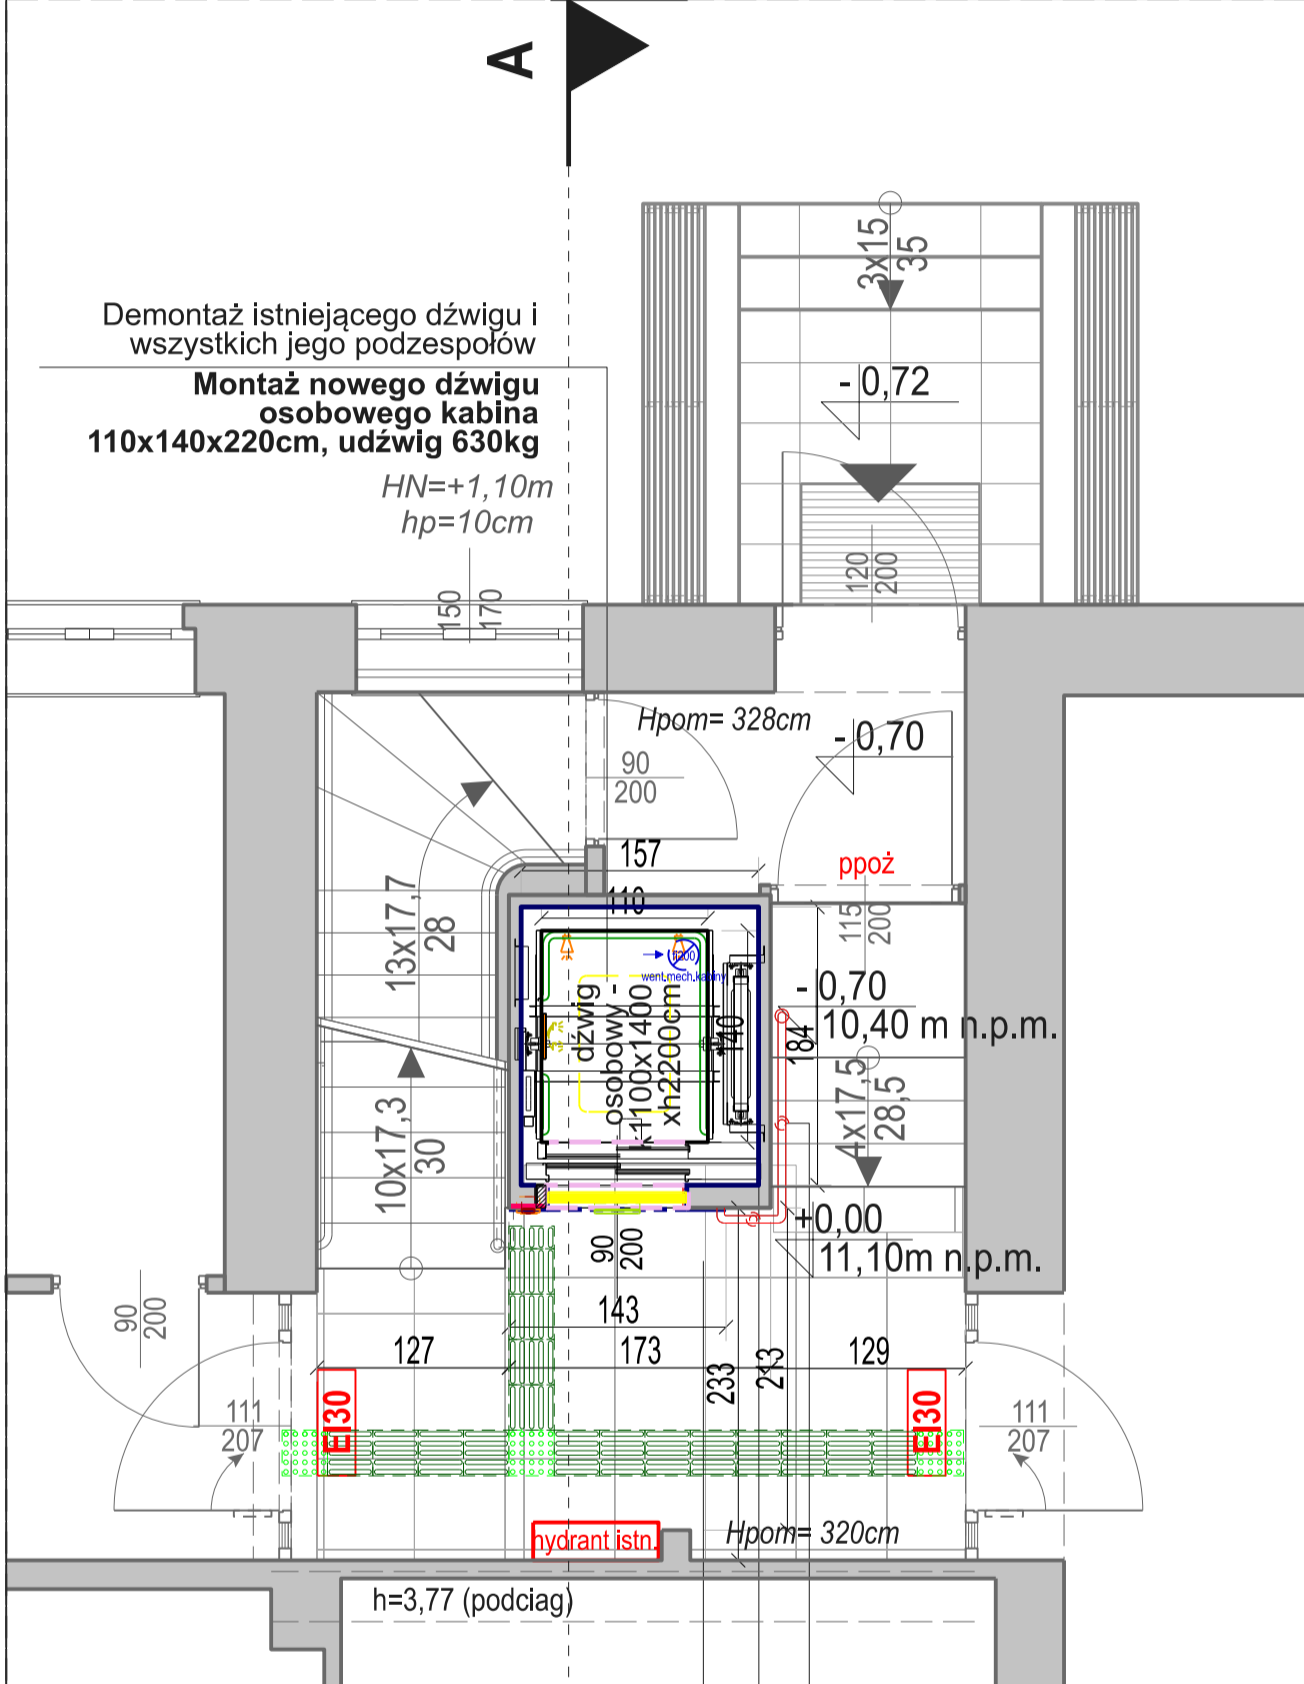 A
3x15
35
Demontaż istniejącego dźwigu i
wszystkich jego podzespołów
Montaż nowego dźwigu
osobowego kabina
110x140x220cm, udźwig 630kg
HN=+1,10m
hp=10cm
- 0,72
120
200
150
170
Hpom= 328cm
- 0,70
90
200
157
ppoż
110
115
200
13x17,7
28
fi200
went.mech.kabiny
dźwig
osobowy -
k1100x1400
xh2200cm
140
184
- 0,70
10,40 m n.p.m.
4x17,5
28,5
10x17,3
30
+0,00
11,10m n.p.m.
90
200
90
200
143
127
173
233
213
129
EI30
EI30
111
207
111
207
hydrant istn.
Hpom= 320cm
h=3,77 (podciag)